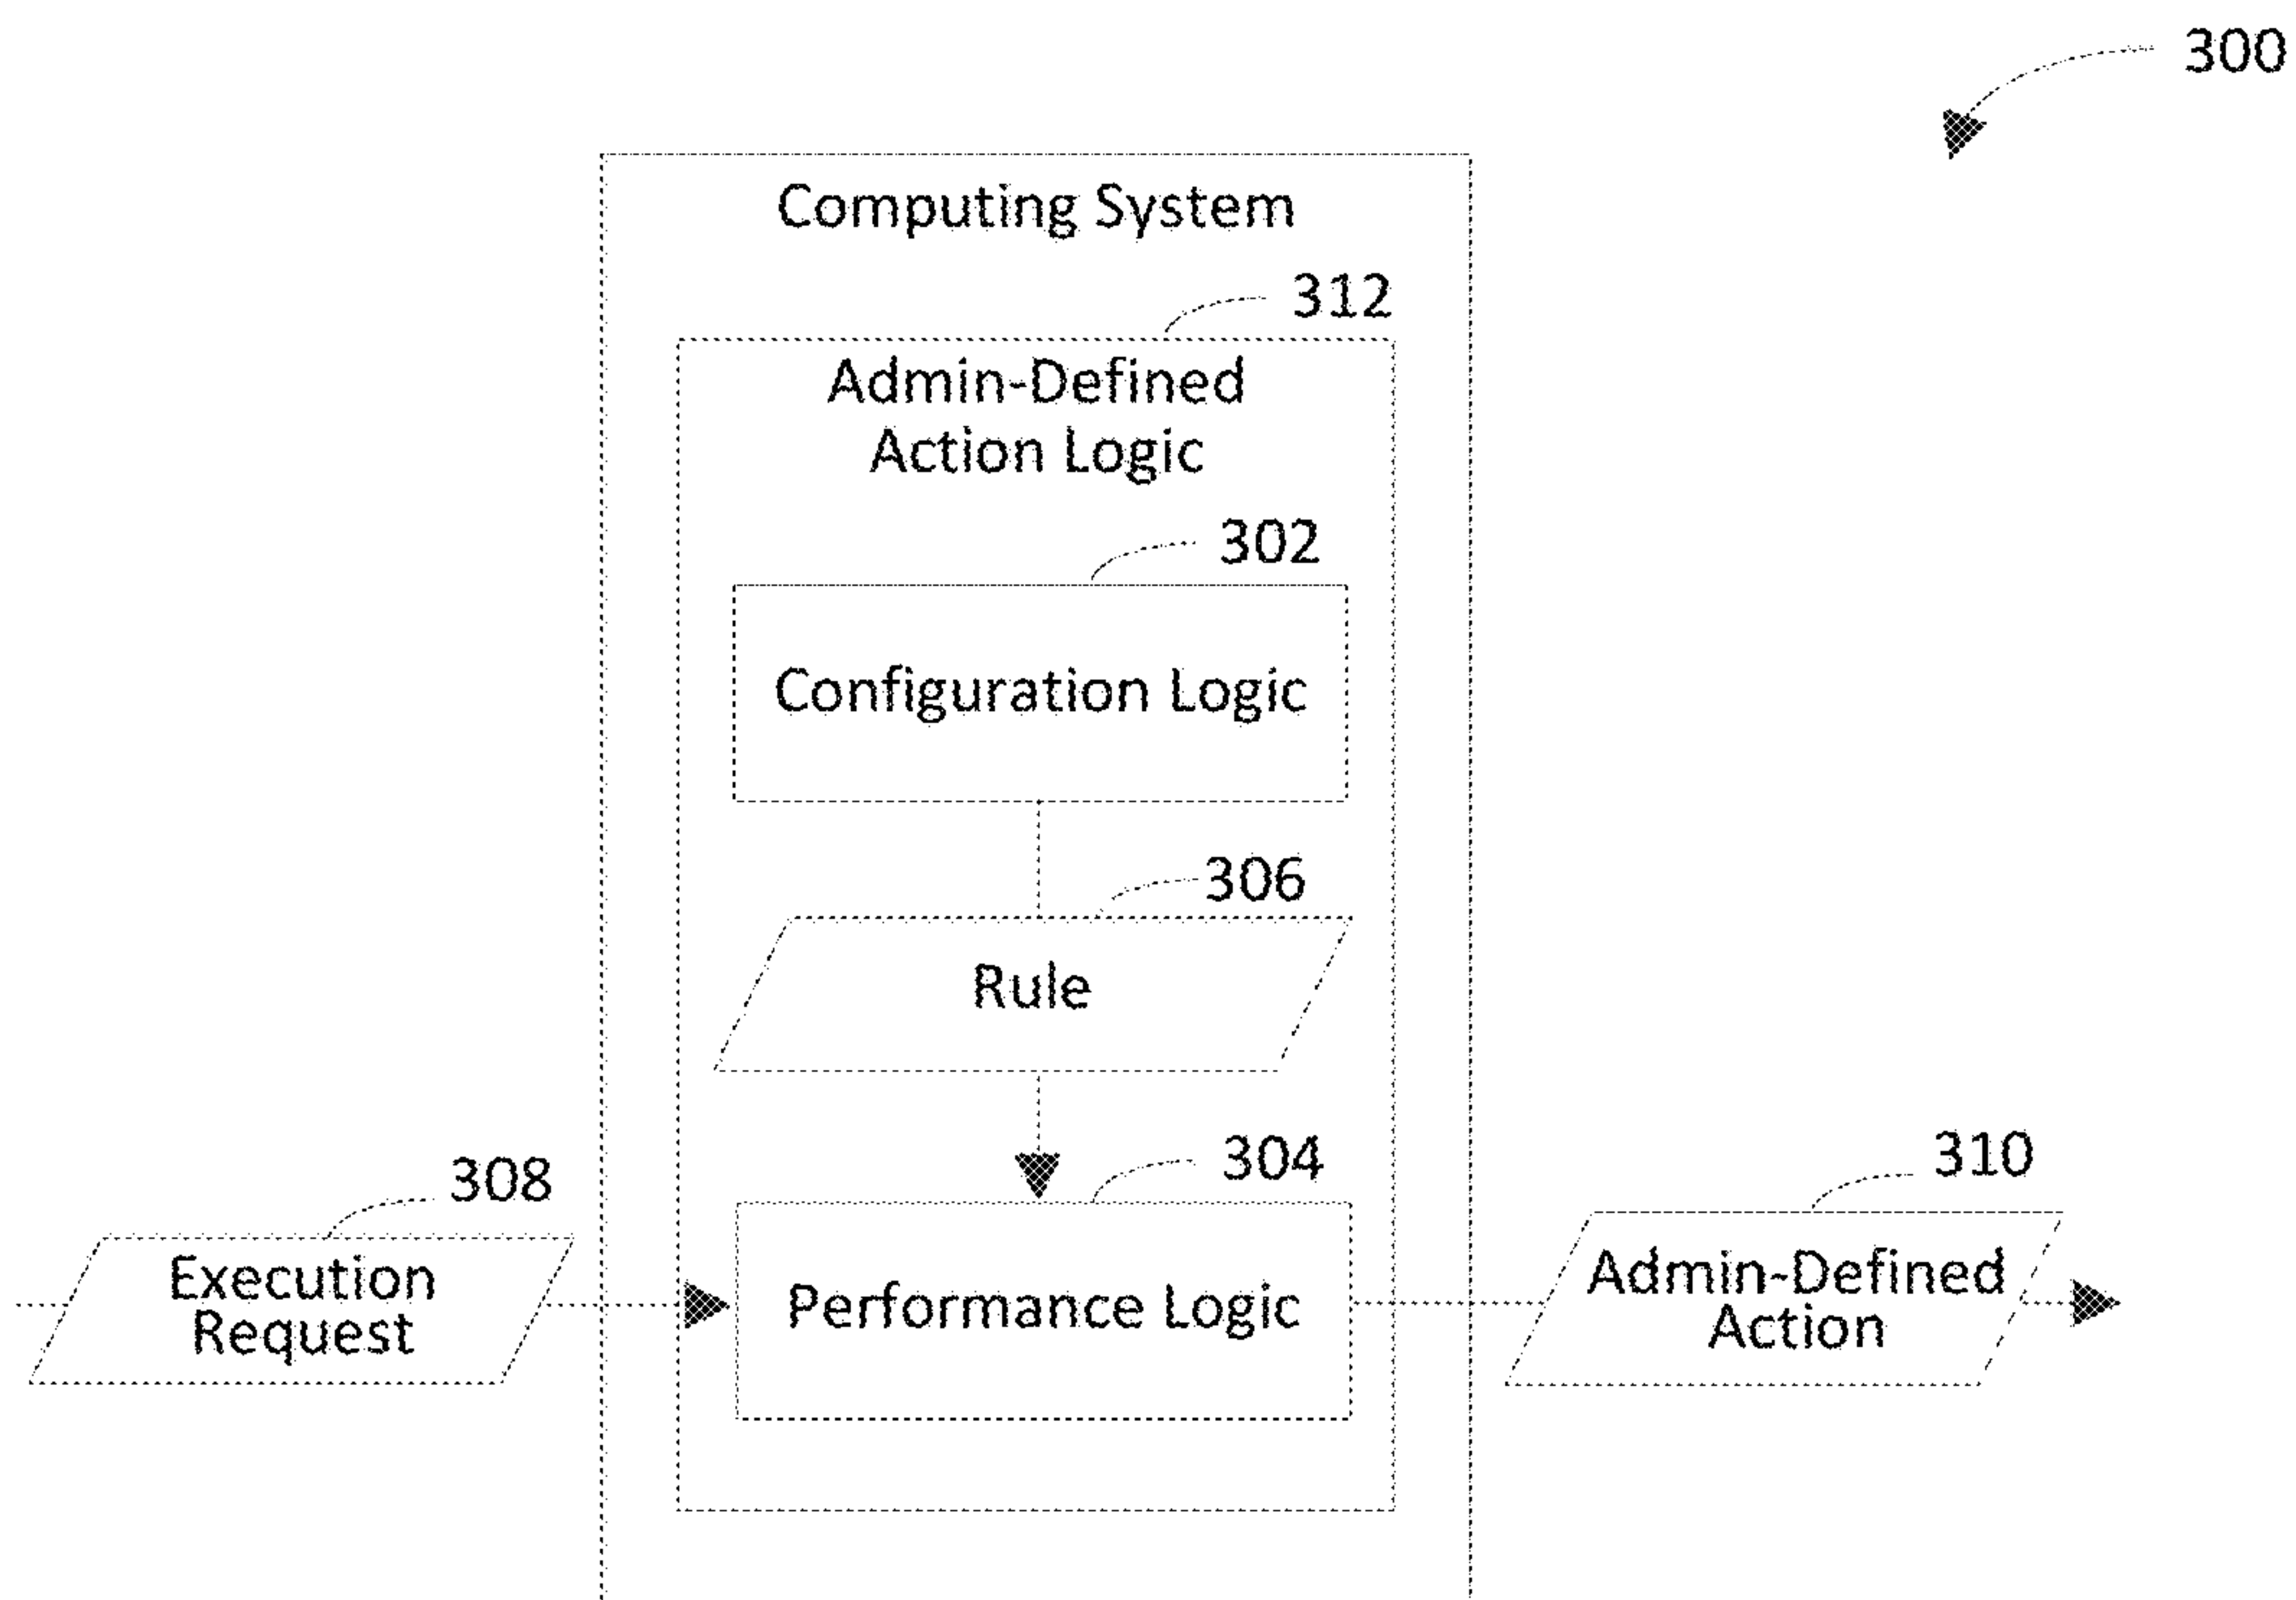 300
Computing System
312
Admin-Defined
Action Logic
302
Configuration Logic
306
Rule
304
Performance Logic
308
Execution
Request
310
Admin-Defined
Action